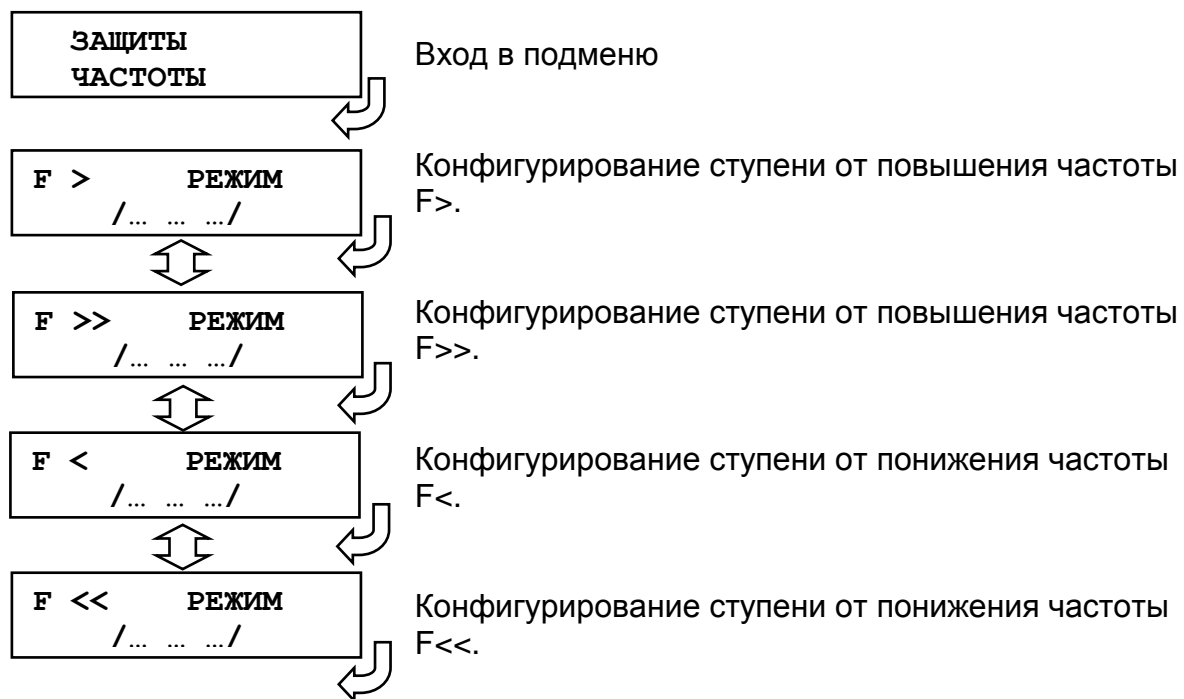 ЗАЩИТЫ
ЧАСТОТЫ
Вход в подменю
F > РЕЖИМ
/… … …/
Конфигурирование ступени от повышения частоты
F>.
F >> РЕЖИМ
/… … …/
Конфигурирование ступени от повышения частоты
F>>.
F < РЕЖИМ
/… … …/
Конфигурирование ступени от понижения частоты
F<.
F << РЕЖИМ
/… … …/
Конфигурирование ступени от понижения частоты
F<<.